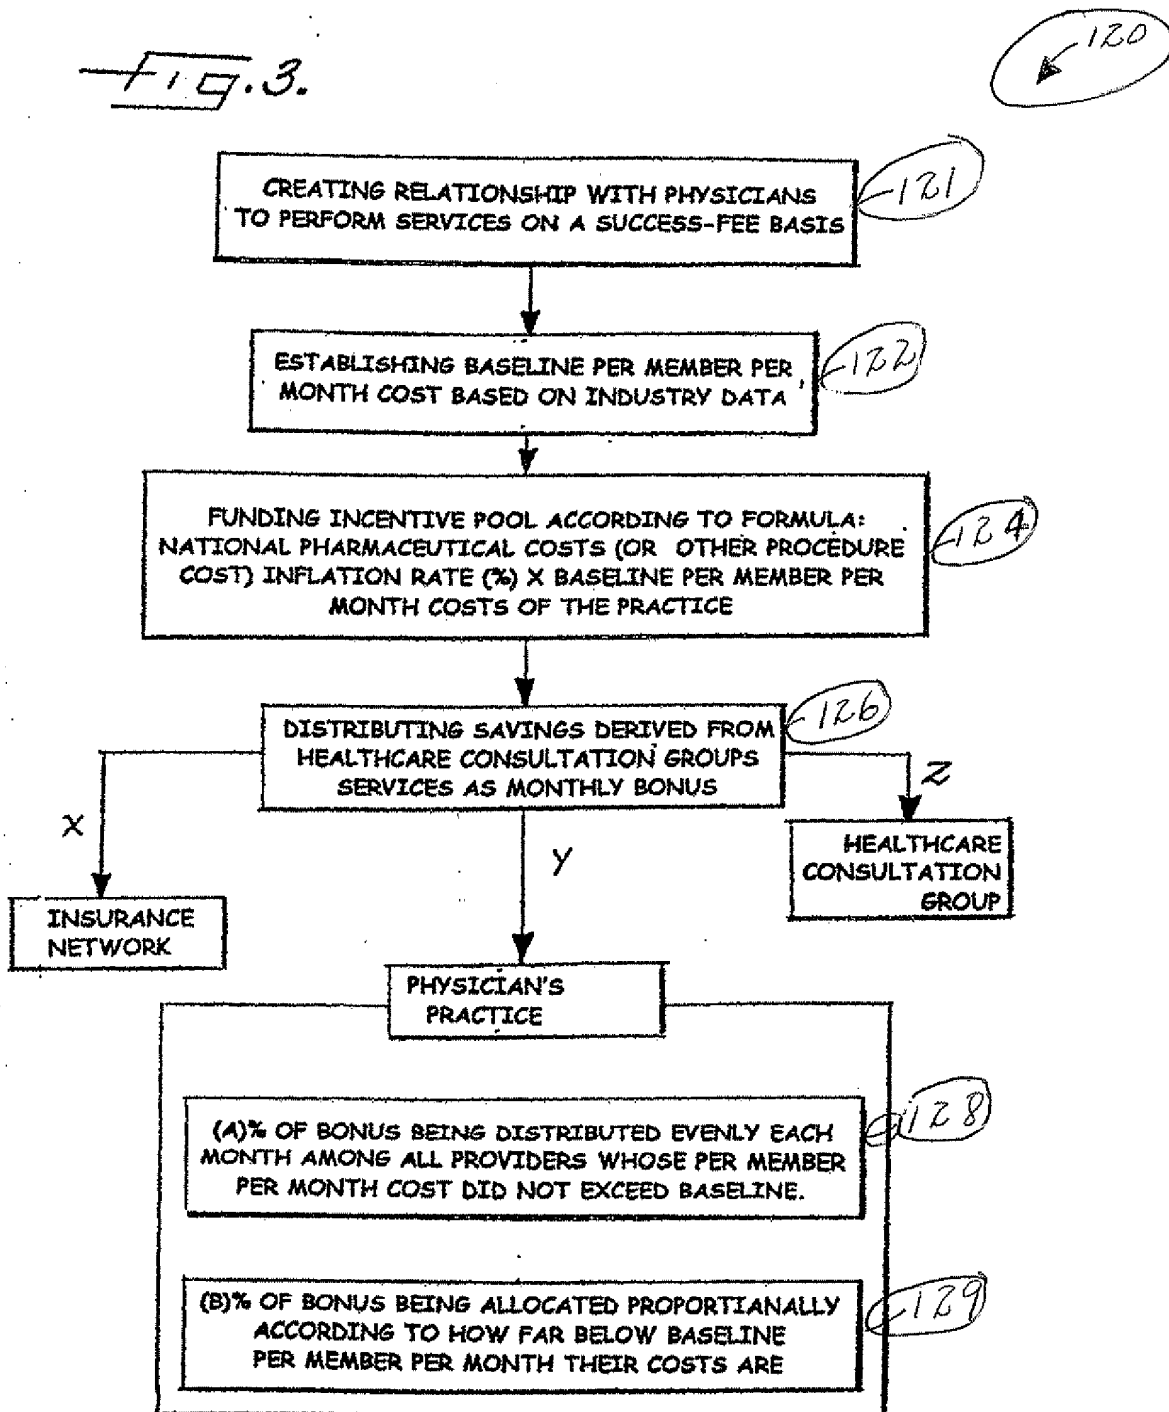 Fig.3.
120
CREATING RELATIONSHIP WITH PHYSICIANS
TO PERFORM SERVICES ON A SUCCESS-FEE BASIS
121
ESTABLISHING BASELINE PER MEMBER PER
MONTH COST BASED ON INDUSTRY DATA
122
FUNDING INCENTIVE POOL ACCORDING TO FORMULA:
NATIONAL PHARMACEUTICAL COSTS (OR OTHER PROCEDURE
COST) INFLATION RATE (%) X BASELINE PER MEMBER PER
MONTH COSTS OF THE PRACTICE
124
DISTRIBUTING SAVINGS DERIVED FROM
HEALTHCARE CONSULTATION GROUPS
SERVICES AS MONTHLY BONUS
126
X
Y
Z
INSURANCE
NETWORK
HEALTHCARE
CONSULTATION
GROUP
PHYSICIAN'S
PRACTICE
(A)% OF BONUS BEING DISTRIBUTED EVENLY EACH
MONTH AMONG ALL PROVIDERS WHOSE PER MEMBER
PER MONTH COST DID NOT EXCEED BASELINE.
128
(B)% OF BONUS BEING ALLOCATED PROPORTIANALLY
ACCORDING TO HOW FAR BELOW BASELINE
PER MEMBER PER MONTH THEIR COSTS ARE
129